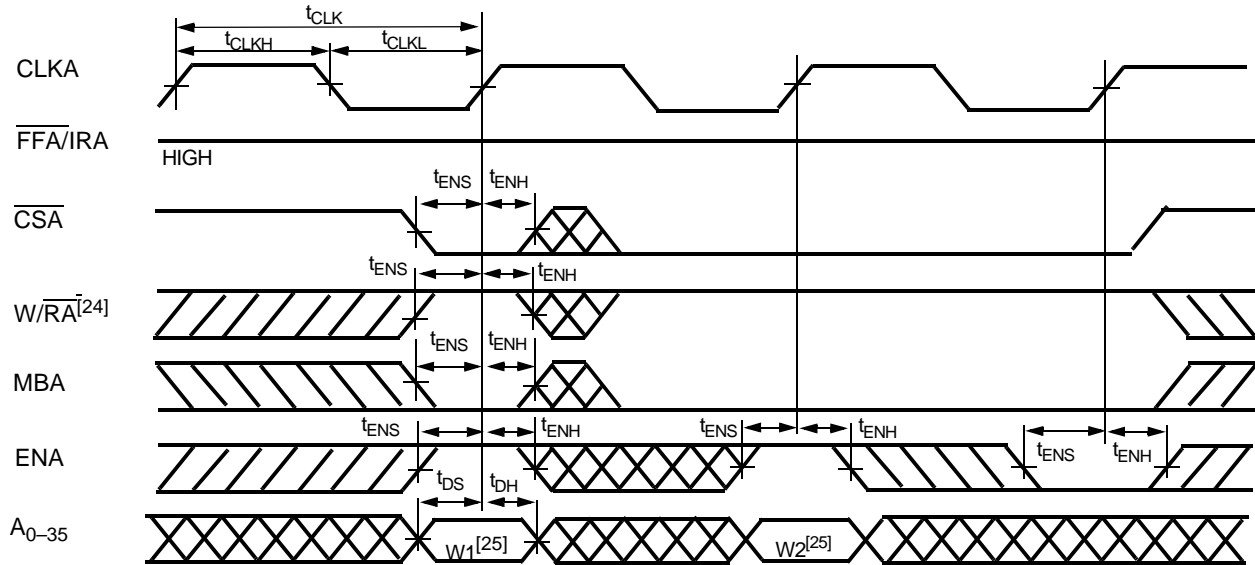 tCLK
tCLKH tCLKL
CLKA
FFA/IRA
HIGH
tENS tENH
CSA
tENS tENH
W/RA[24]
tENS tENH
MBA
tENS tENH tENS tENH
ENA
tENS tENH
tDS tDH
A0–35
W1[25] W2[25]